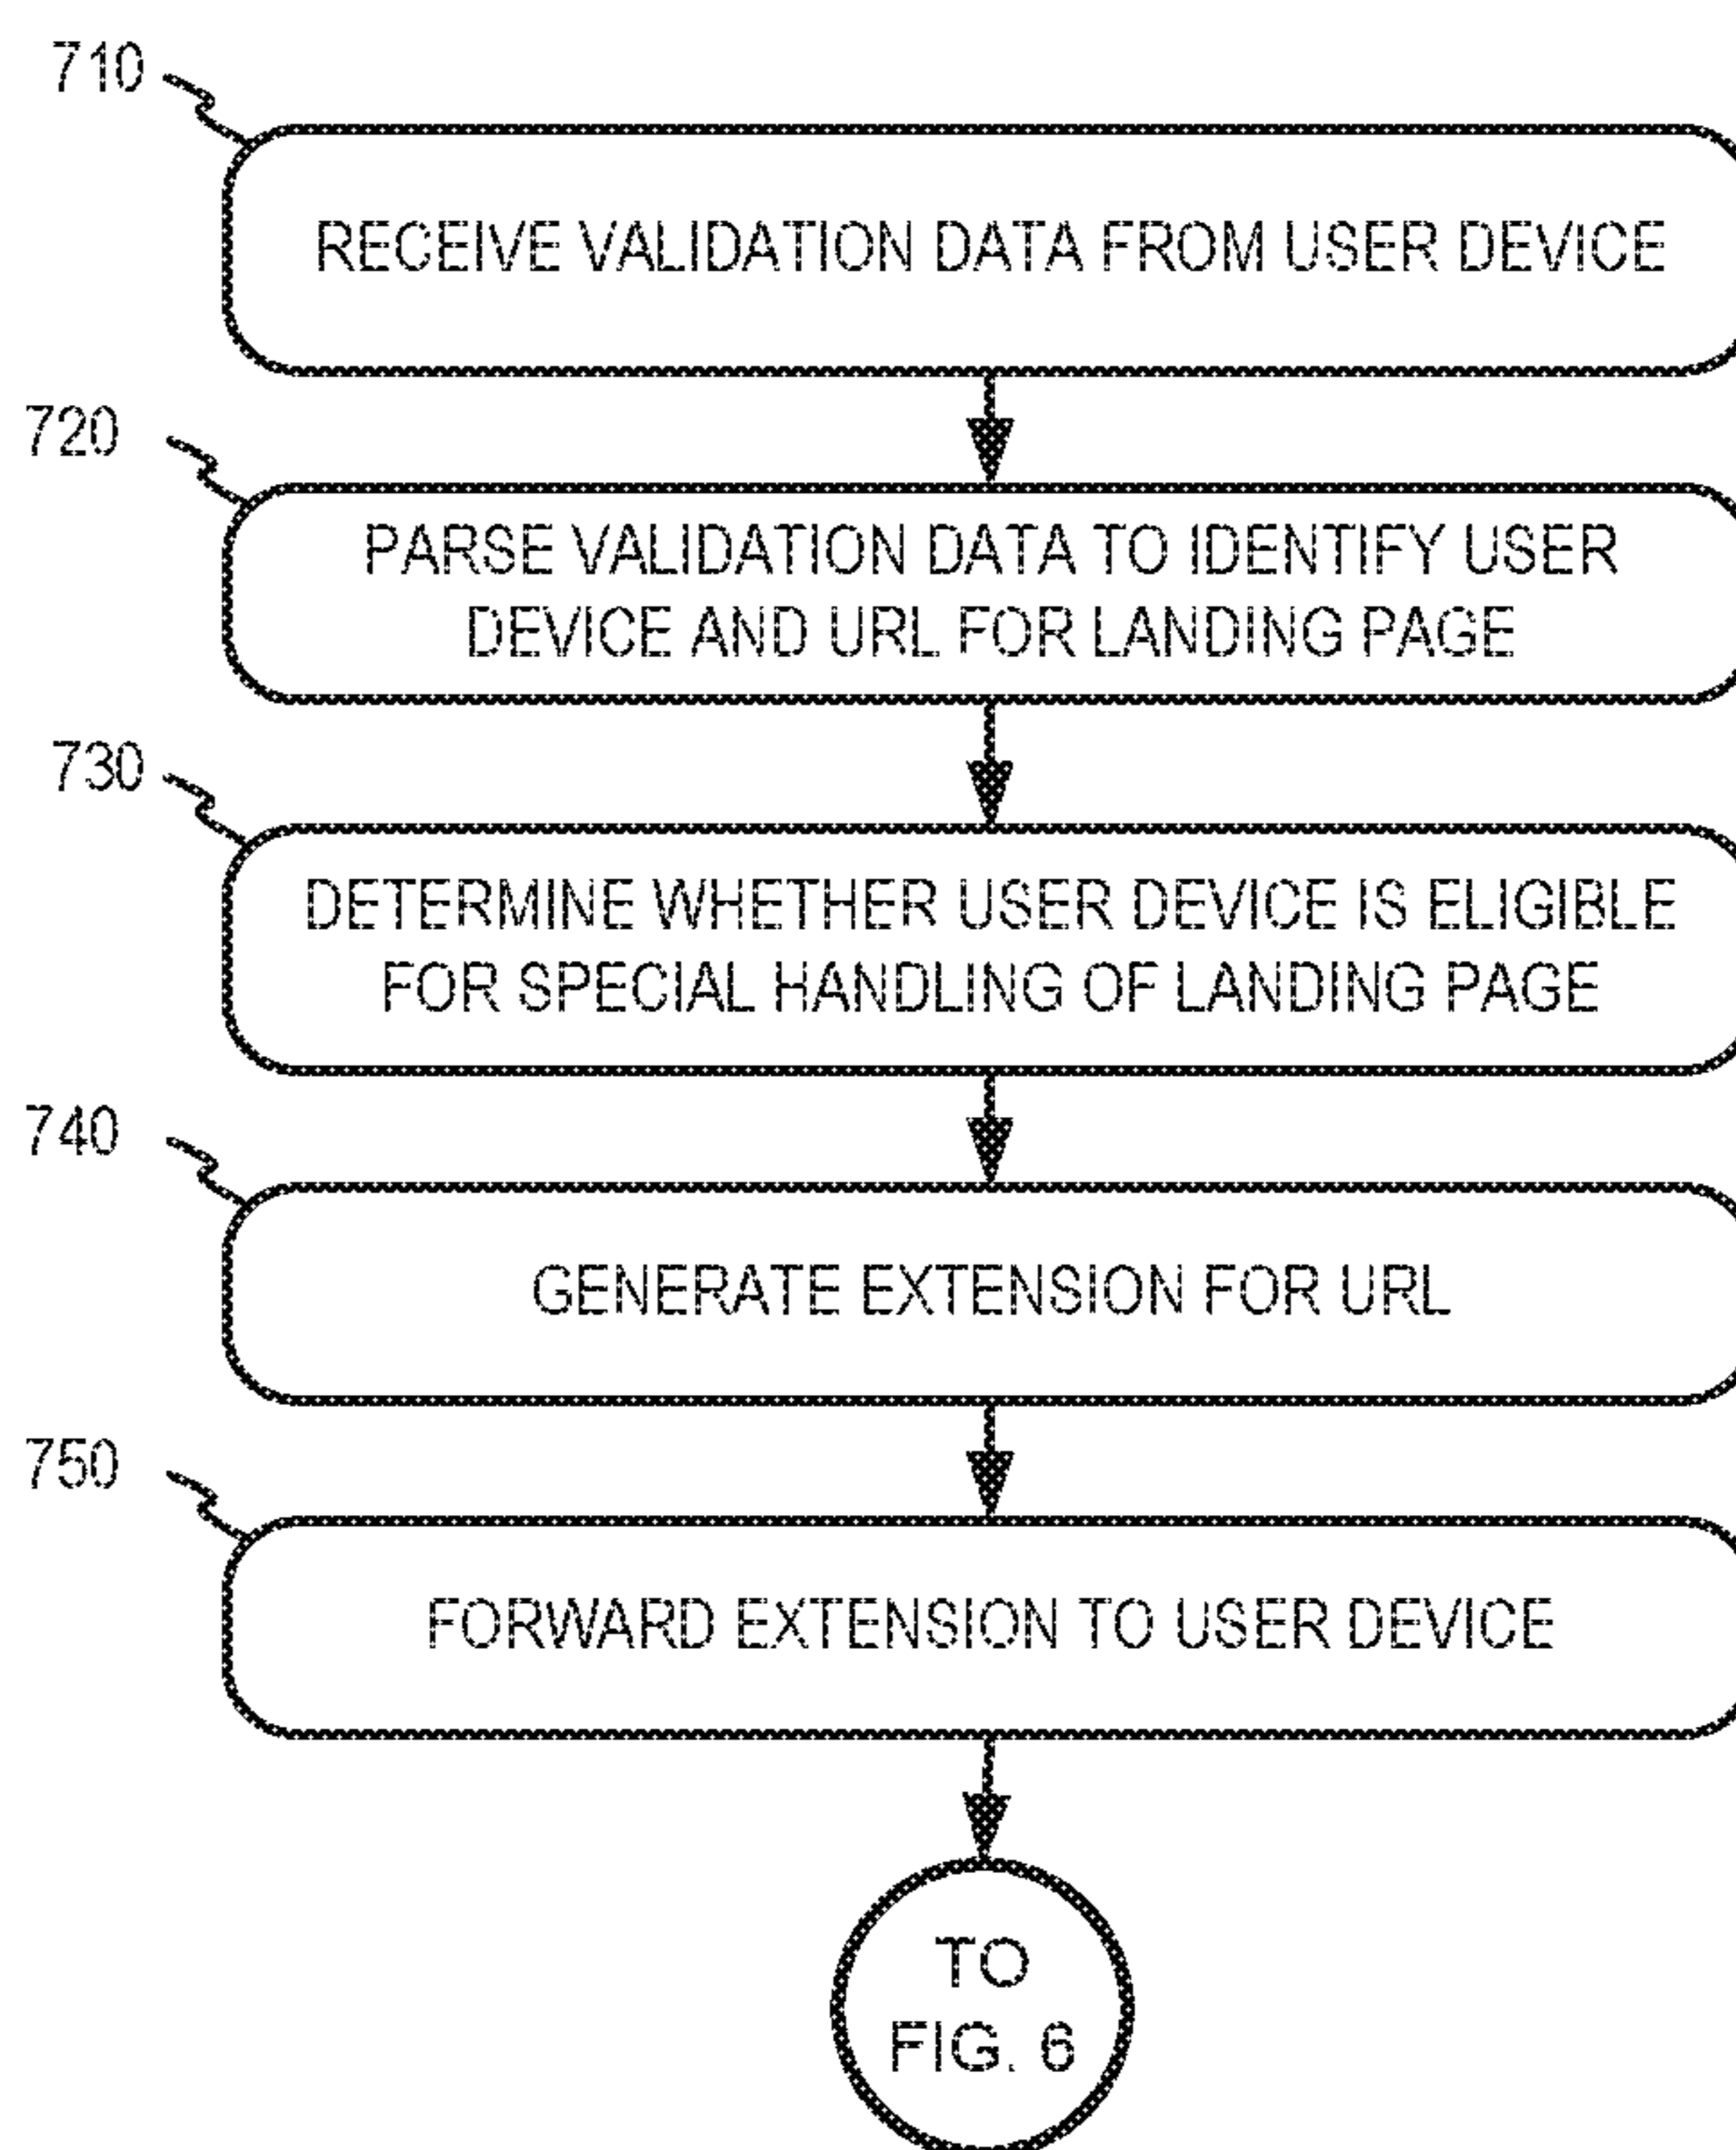 710
RECEIVE VALIDATION DATA FROM USER DEVICE
720
PARSE VALIDATION DATA TO IDENTIFY USER
DEVICE AND URL FOR LANDING PAGE
730
DETERMINE WHETHER USER DEVICE IS ELIGIBLE
FOR SPECIAL HANDLING OF LANDING PAGE
740
GENERATE EXTENSION FOR URL
750
FORWARD EXTENSION TO USER DEVICE
TO
FIG. 6